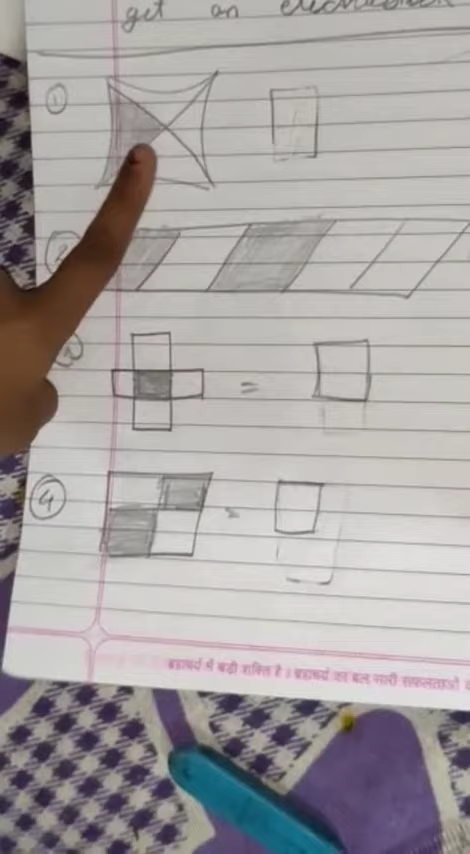 get an
①
=
④
ब्रह्मचर्य में बड़ी शक्ति है । ब्रह्मचर्य का बल सारी सफलताओं